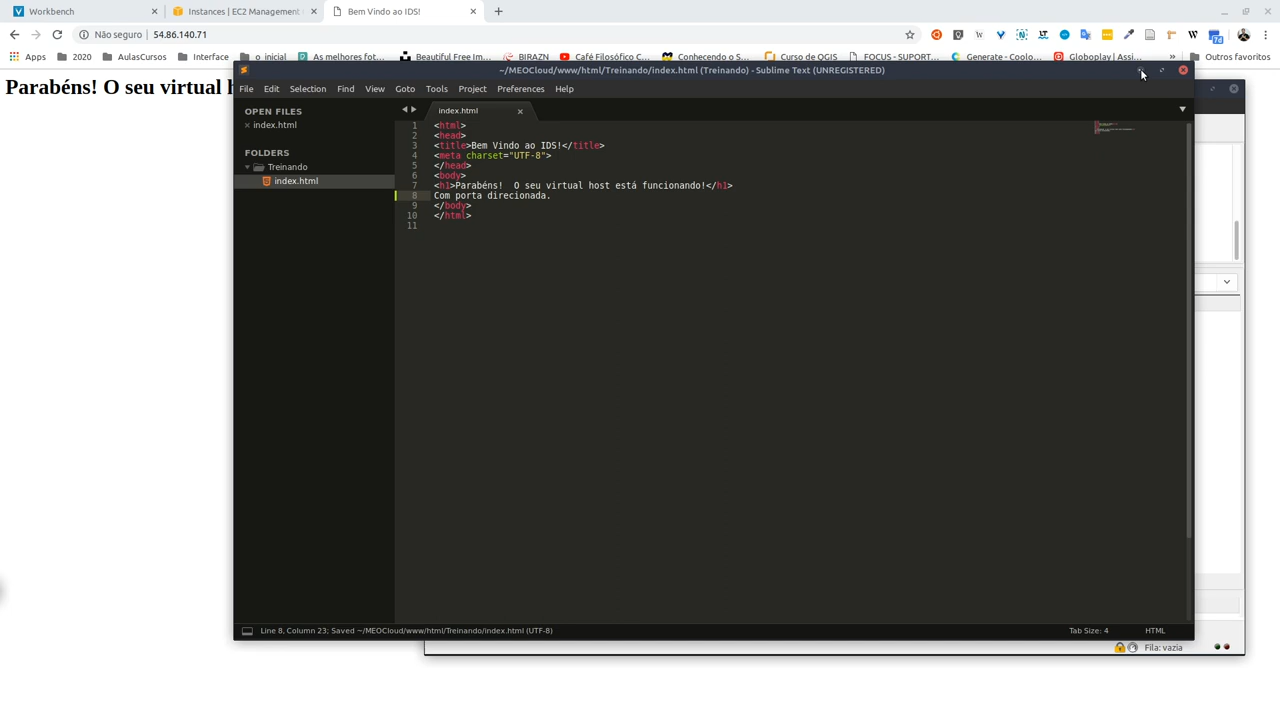 Workbench
Instances | EC2 Management
Bem Vindo ao IDS!
Não seguro
54.86.140.71
Apps
2020
AulasCursos
Interface
o_inicial
As melhores fot...
Beautiful Free Im...
BIRAZN
Café Filosófico C...
Conhecendo o S...
Curso de QGIS
FOCUS - SUPORT...
Generate - Coolo...
Globoplay | Assi...
»
Outros favoritos
Parabéns! O seu virtual h
~/MEOCloud/www/html/Treinando/index.html (Treinando) - Sublime Text (UNREGISTERED)
File Edit Selection Find View Goto Tools Project Preferences Help
OPEN FILES
index.html
FOLDERS
Treinando
index.html
index.html
1 <html>
2 <head>
3 <title>Bem Vindo ao IDS!</title>
4 <meta charset="UTF-8">
5 </head>
6 <body>
7 <h1>Parabéns!  O seu virtual host está funcionando!</h1>
8 Com porta direcionada.
9 </body>
10 </html>
11
Line 8, Column 23; Saved ~/MEOCloud/www/html/Treinando/index.html (UTF-8)
Tab Size: 4
HTML
Fila: vazia